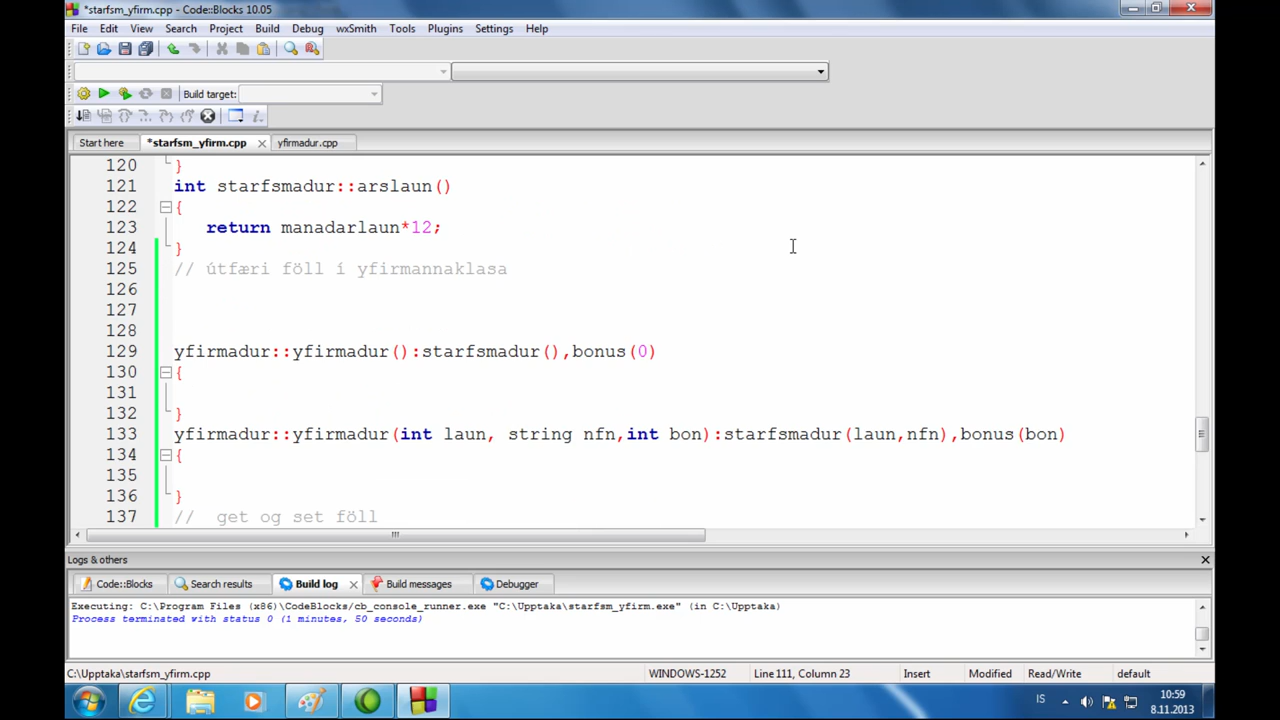 *starfsm_yfirm.cpp - Code::Blocks 10.05
File Edit View Search Project Build Debug wxSmith Tools Plugins Settings Help
Build target:
Start here *starfsm_yfirm.cpp yfirmadur.cpp
120 }
121 int starfsmadur::arslaun()
122 {
123 return manadarlaun*12;
124 }
125 // útfæri föll í yfirmannaklasa
126
127
128
129 yfirmadur::yfirmadur():starfsmadur(),bonus(0)
130 {
131
132 }
133 yfirmadur::yfirmadur(int laun, string nfn,int bon):starfsmadur(laun,nfn),bonus(bon)
134 {
135
136 }
137 // get og set föll
Logs & others
Code::Blocks Search results Build log Build messages Debugger
Executing: C:\Program Files (x86)\CodeBlocks/cb_console_runner.exe "C:\Upptaka\starfsm_yfirm.exe" (in C:\Upptaka)
Process terminated with status 0 (1 minutes, 50 seconds)
C:\Upptaka\starfsm_yfirm.cpp WINDOWS-1252 Line 111, Column 23 Insert Modified Read/Write default
IS 10:59
8.11.2013